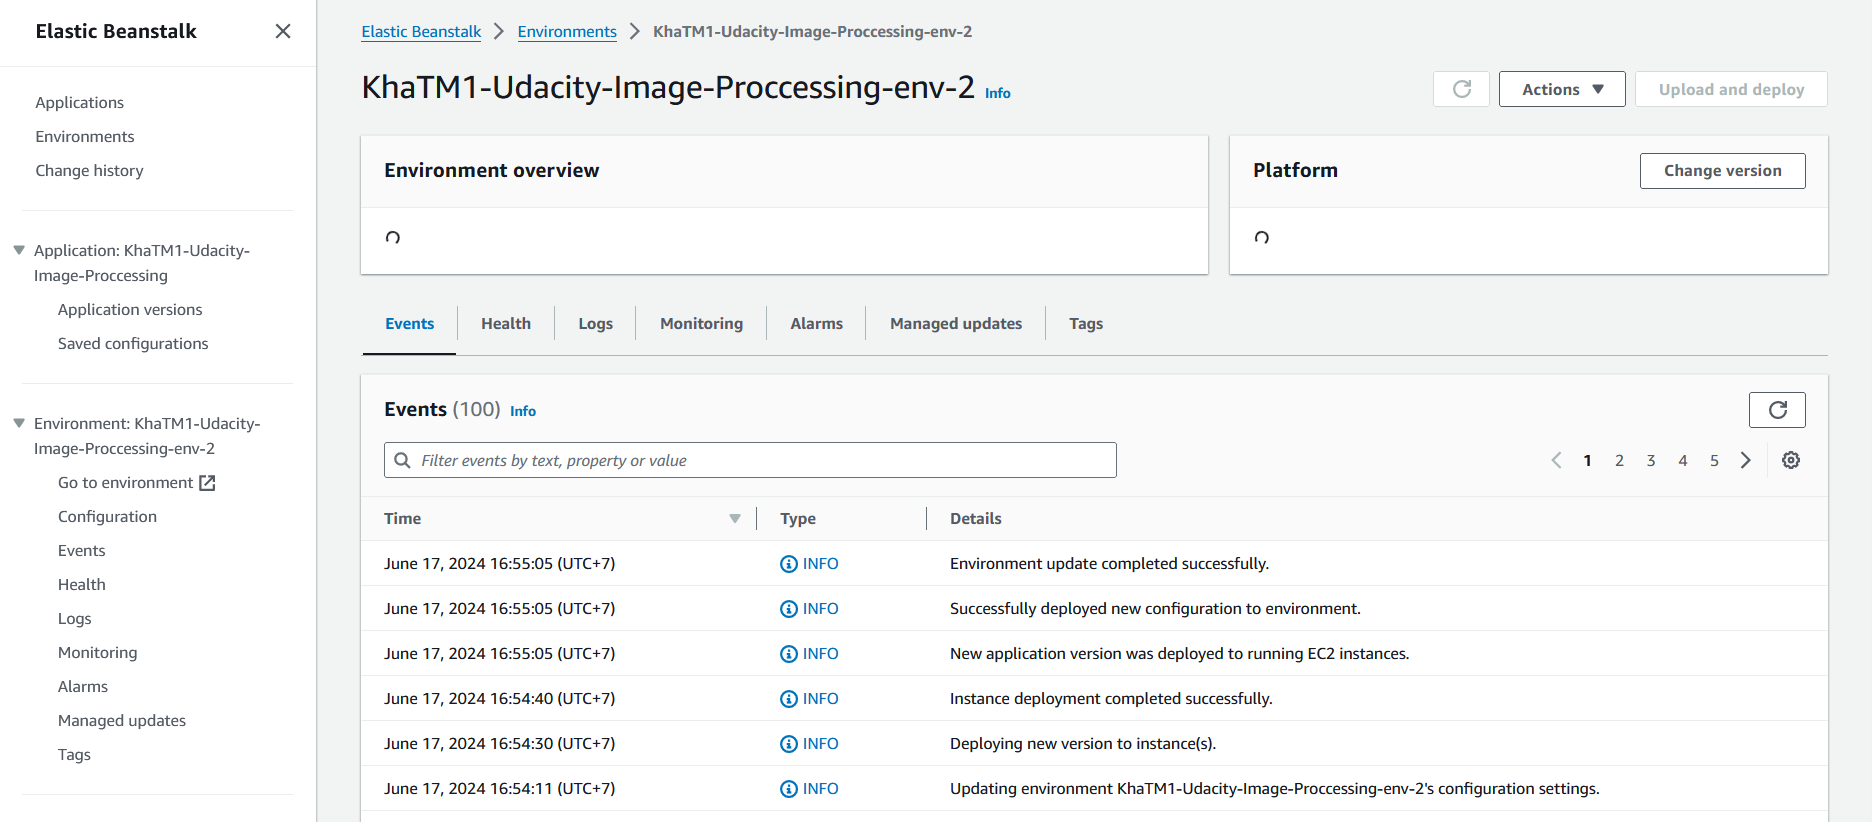 Elastic Beanstalk
Applications
Environments
Change history
Application: KhaTM1-Udacity-
Image-Proccessing
Application versions
Saved configurations
Environment: KhaTM1-Udacity-
Image-Proccessing-env-2
Go to environment
Configuration
Events
Health
Logs
Monitoring
Alarms
Managed updates
Tags
Elastic Beanstalk Environments KhaTM1-Udacity-Image-Proccessing-env-2
KhaTM1-Udacity-Image-Proccessing-env-2 Info
Actions Upload and deploy
Environment overview
Platform Change version
Events Health Logs Monitoring Alarms Managed updates Tags
Events (100) Info
Filter events by text, property or value
1 2 3 4 5
Time Type Details
June 17, 2024 16:55:05 (UTC+7) INFO Environment update completed successfully.
June 17, 2024 16:55:05 (UTC+7) INFO Successfully deployed new configuration to environment.
June 17, 2024 16:55:05 (UTC+7) INFO New application version was deployed to running EC2 instances.
June 17, 2024 16:54:40 (UTC+7) INFO Instance deployment completed successfully.
June 17, 2024 16:54:30 (UTC+7) INFO Deploying new version to instance(s).
June 17, 2024 16:54:11 (UTC+7) INFO Updating environment KhaTM1-Udacity-Image-Proccessing-env-2's configuration settings.